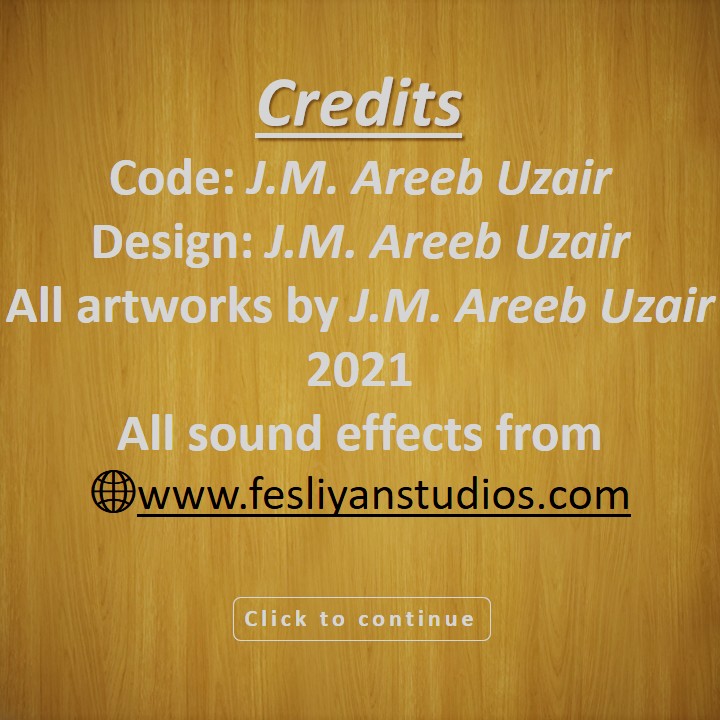 Credits
Code: J.M. Areeb Uzair
Design: J.M. Areeb Uzair
All artworks by J.M. Areeb Uzair
2021
All sound effects from
www.fesliyanstudios.com
Click to continue